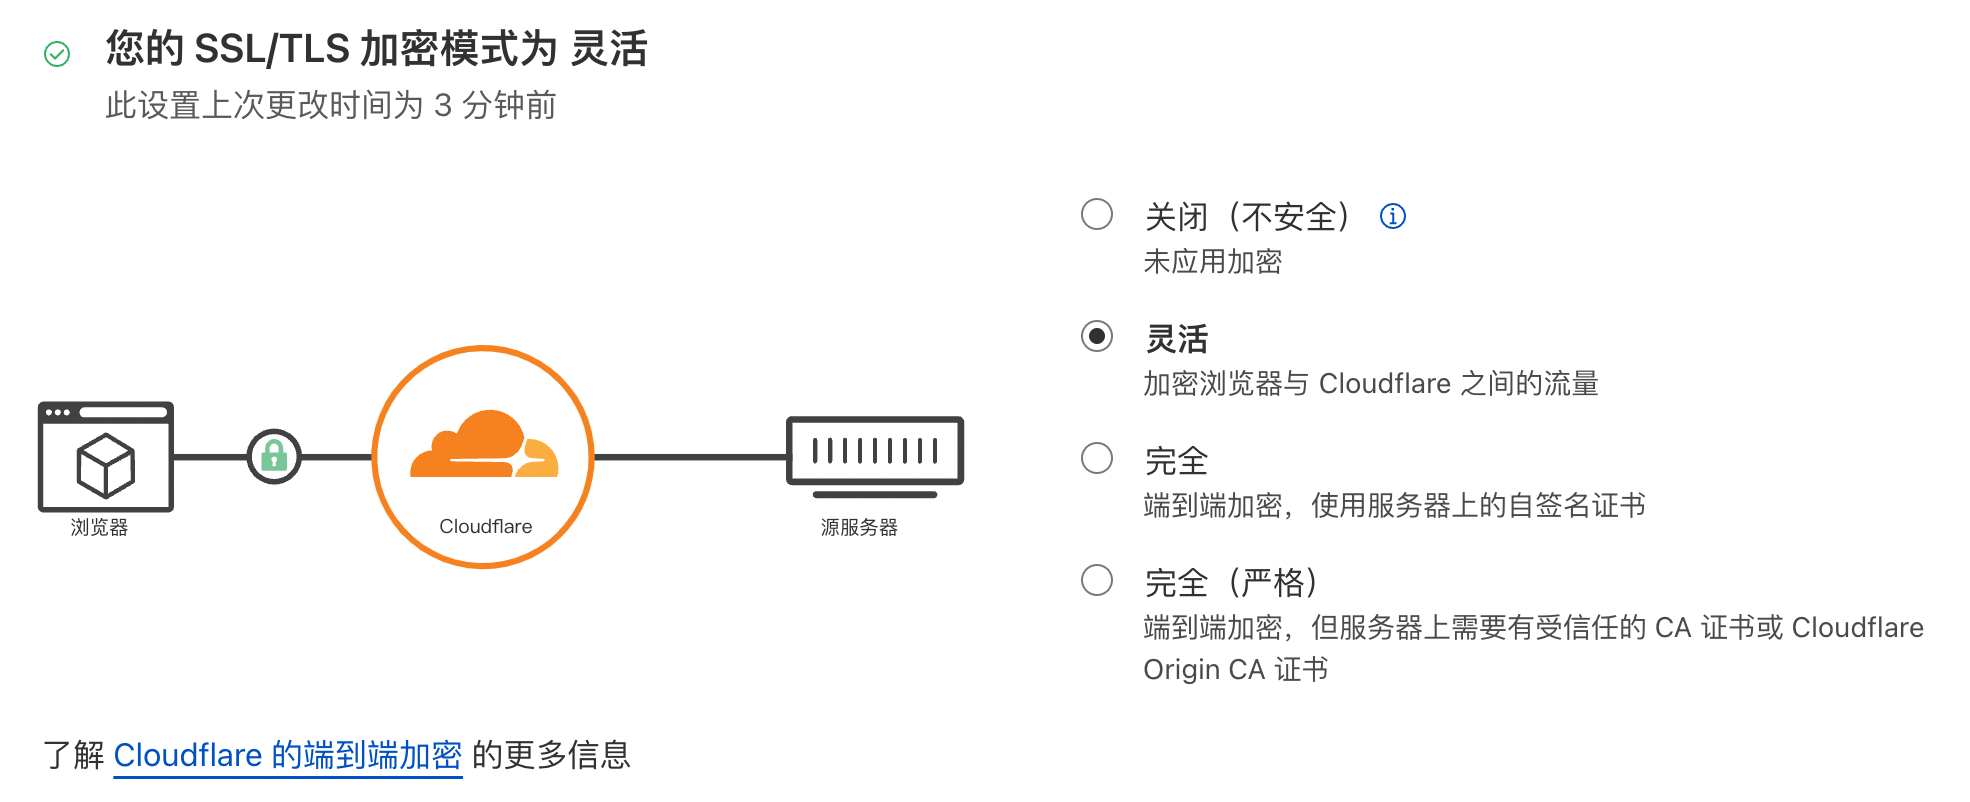 您的 SSL/TLS 加密模式为 灵活
此设置上次更改时间为 3 分钟前
关闭（不安全）
未应用加密
灵活
加密浏览器与 Cloudflare 之间的流量
完全
端到端加密，使用服务器上的自签名证书
完全（严格）
端到端加密，但服务器上需要有受信任的 CA 证书或 Cloudflare
Origin CA 证书
浏览器
Cloudflare
源服务器
了解 Cloudflare 的端到端加密 的更多信息